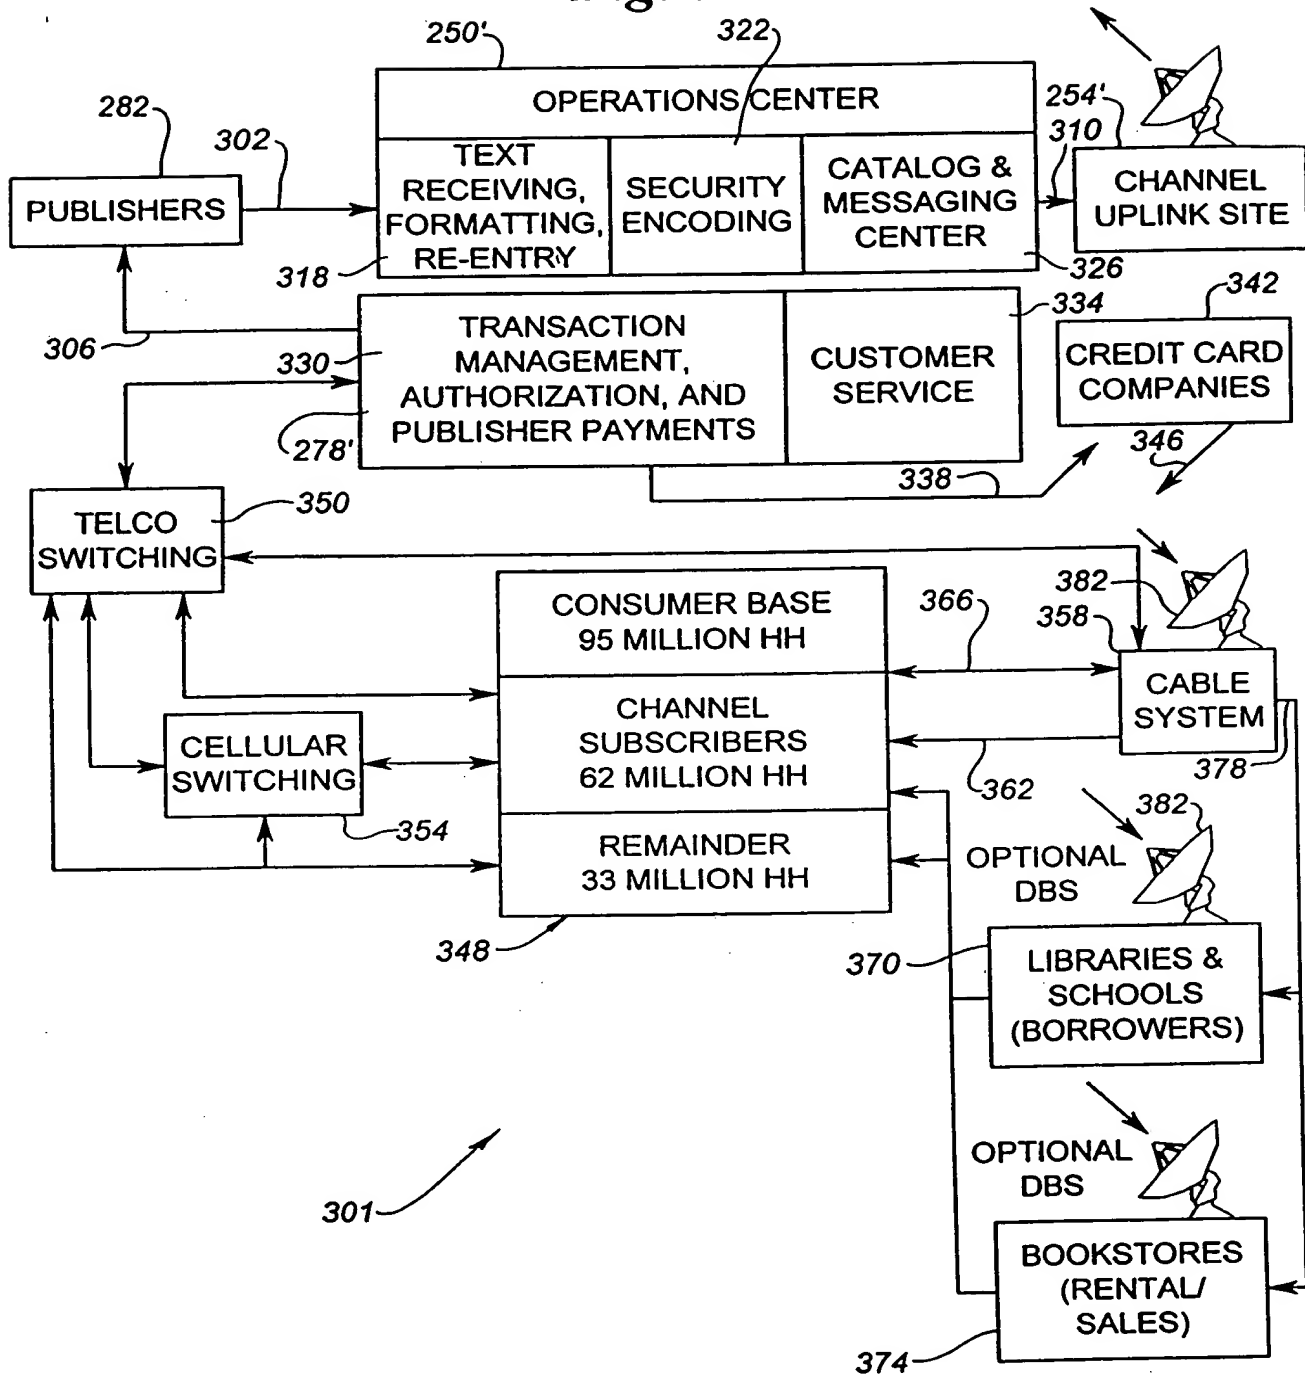 250'
322
282
302
OPERATIONS CENTER
254'
310
PUBLISHERS
TEXT
RECEIVING,
FORMATTING,
RE-ENTRY
SECURITY
ENCODING
CATALOG &
MESSAGING
CENTER
CHANNEL
UPLINK SITE
318
326
306
330
278'
TRANSACTION
MANAGEMENT,
AUTHORIZATION, AND
PUBLISHER PAYMENTS
CUSTOMER
SERVICE
334
342
CREDIT CARD
COMPANIES
346
338
TELCO
SWITCHING
350
CONSUMER BASE
95 MILLION HH
366
382
358
CABLE
SYSTEM
CHANNEL
SUBSCRIBERS
62 MILLION HH
CELLULAR
SWITCHING
362
378
354
REMAINDER
33 MILLION HH
348
382
OPTIONAL
DBS
370
LIBRARIES &
SCHOOLS
(BORROWERS)
301
OPTIONAL
DBS
BOOKSTORES
(RENTAL/
SALES)
374